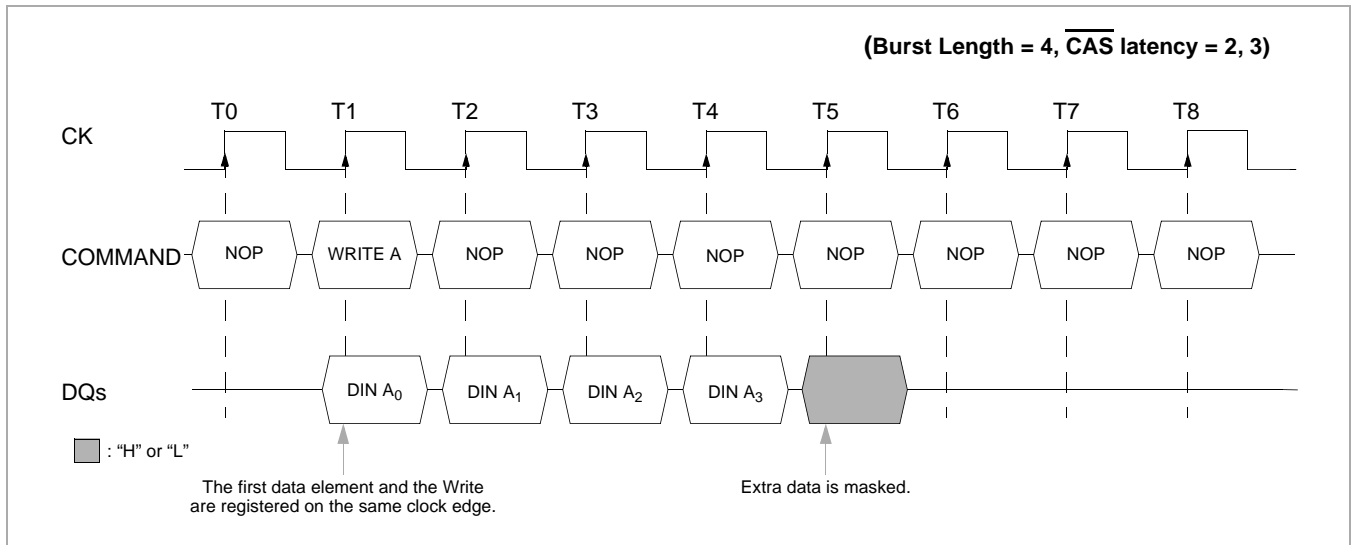 (Burst Length = 4, CAS latency = 2, 3)
T0 T1 T2 T3 T4 T5 T6 T7 T8
CK
COMMAND NOP WRITE A NOP NOP NOP NOP NOP NOP NOP
DQs DIN A0 DIN A1 DIN A2 DIN A3
: “H” or “L”
The first data element and the Write
are registered on the same clock edge.
Extra data is masked.